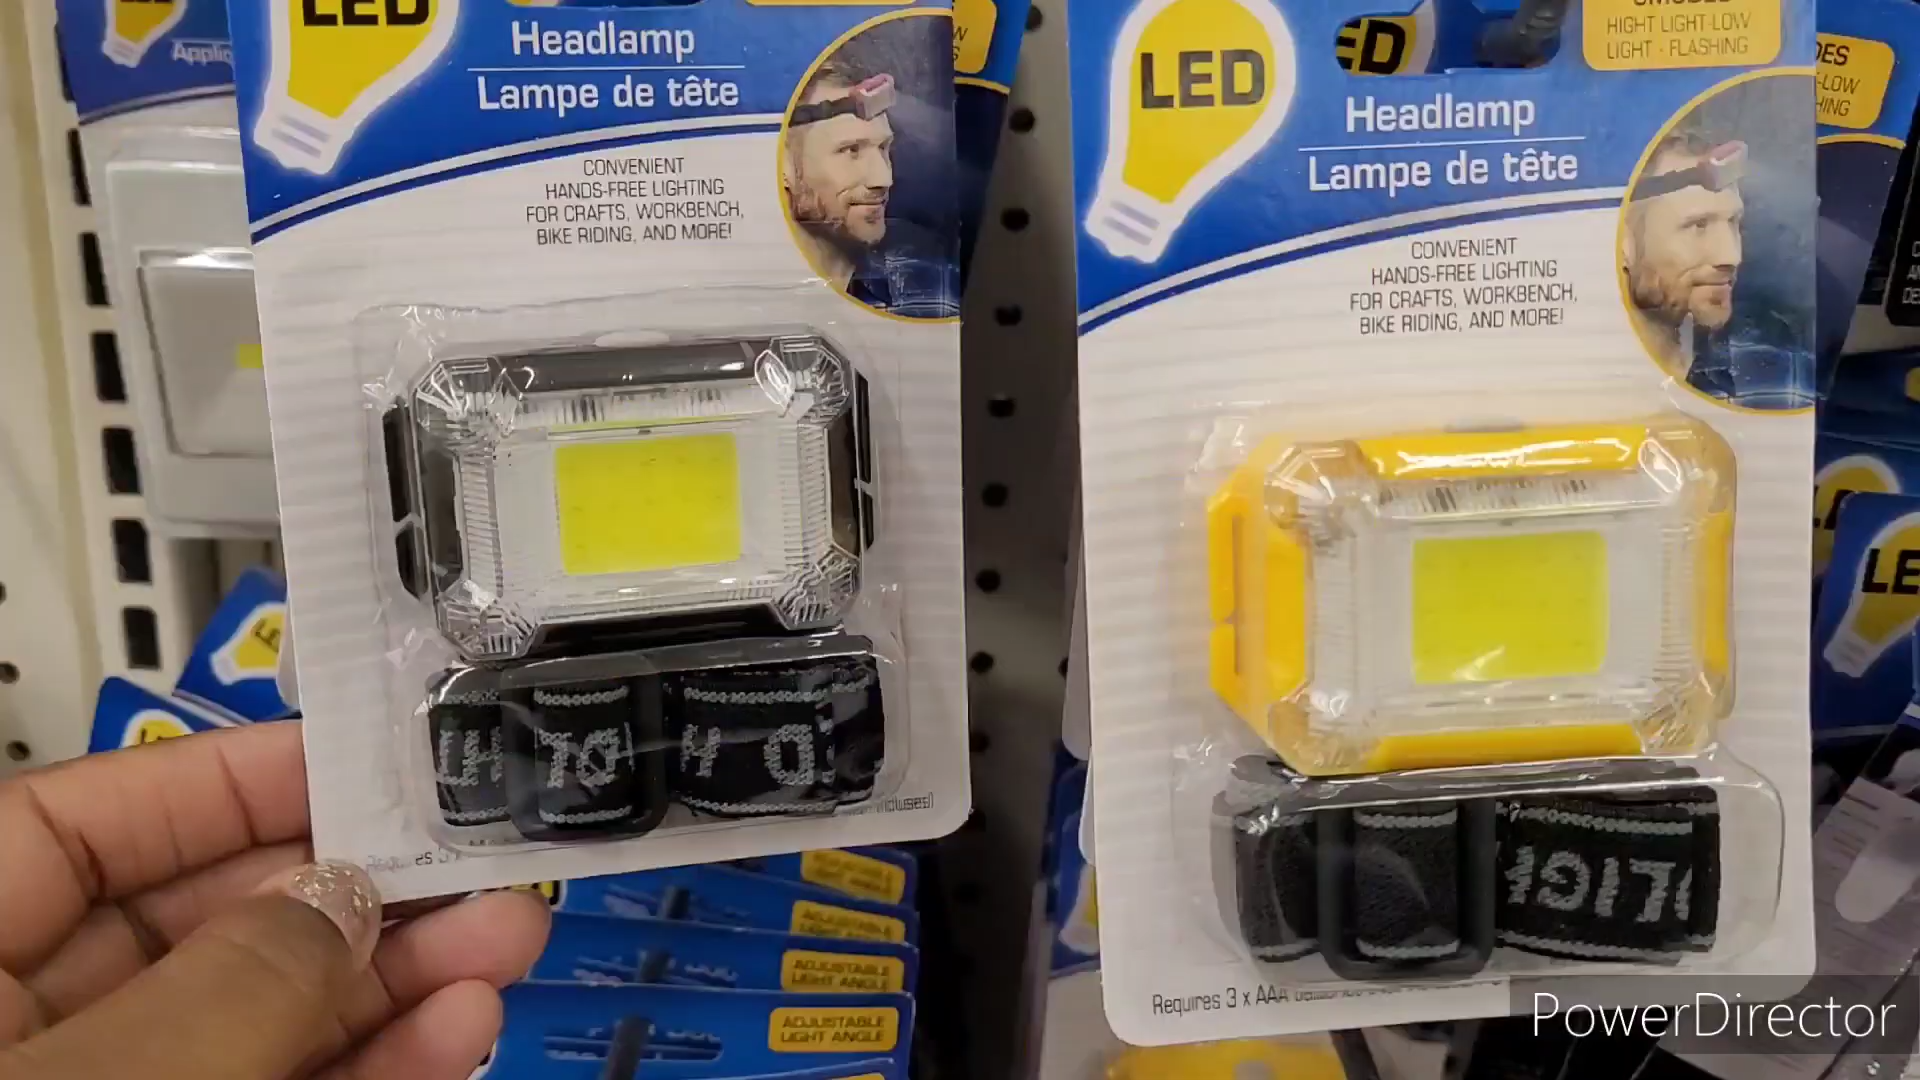 LED
Headlamp
Lampe de tête
CONVENIENT
HANDS-FREE LIGHTING
FOR CRAFTS, WORKBENCH,
BIKE RIDING, AND MORE!
LED
Headlamp
Lampe de tête
HIGHT LIGHT-LOW
LIGHT - FLASHING
CONVENIENT
HANDS-FREE LIGHTING
FOR CRAFTS, WORKBENCH,
BIKE RIDING, AND MORE!
Requires 3 x AAA
ADJUSTABLE
LIGHT ANGLE
ADJUSTABLE
LIGHT ANGLE
PowerDirector